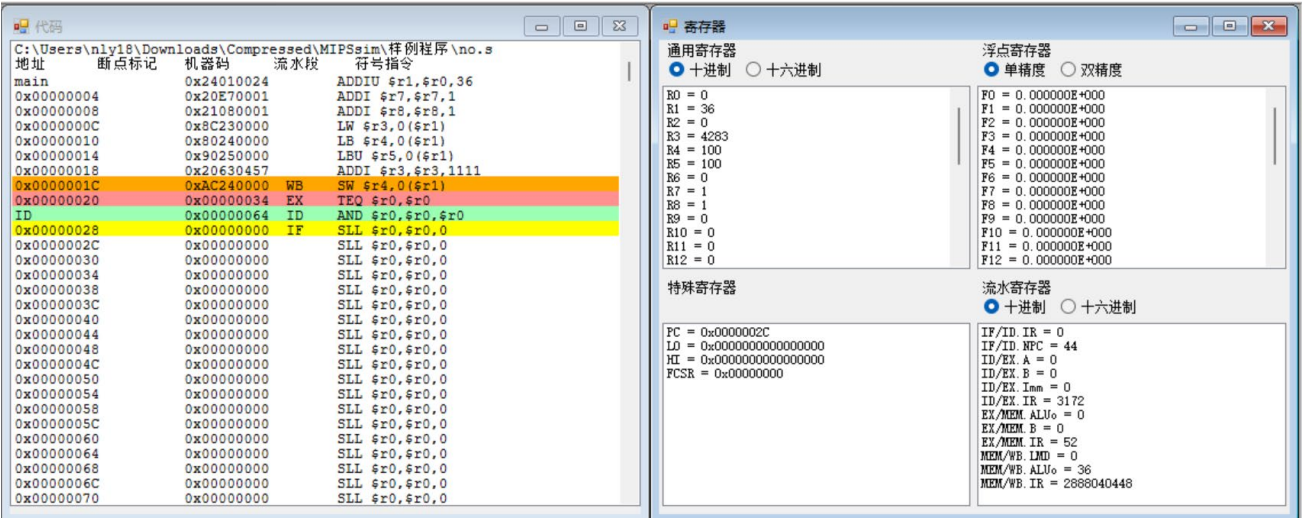 代码
C:\Users\nly18\Downloads\Compressed\MIPSsim\样例程序\no.s
地址 断点标记 机器码 流水段 符号指令
main 0x24010024 ADDIU $r1,$r0,36
0x00000004 0x20E70001 ADDI $r7,$r7,1
0x00000008 0x21080001 ADDI $r8,$r8,1
0x0000000C 0x8C230000 LW $r3,0($r1)
0x00000010 0x80240000 LB $r4,0($r1)
0x00000014 0x90250000 LBU $r5,0($r1)
0x00000018 0x20630457 ADDI $r3,$r3,1111
0x0000001C 0xAC240000 WB SW $r4,0($r1)
0x00000020 0x00000034 EX TEQ $r0,$r0
ID 0x00000064 ID AND $r0,$r0,$r0
0x00000028 0x00000000 IF SLL $r0,$r0,0
0x0000002C 0x00000000 SLL $r0,$r0,0
0x00000030 0x00000000 SLL $r0,$r0,0
0x00000034 0x00000000 SLL $r0,$r0,0
0x00000038 0x00000000 SLL $r0,$r0,0
0x0000003C 0x00000000 SLL $r0,$r0,0
0x00000040 0x00000000 SLL $r0,$r0,0
0x00000044 0x00000000 SLL $r0,$r0,0
0x00000048 0x00000000 SLL $r0,$r0,0
0x0000004C 0x00000000 SLL $r0,$r0,0
0x00000050 0x00000000 SLL $r0,$r0,0
0x00000054 0x00000000 SLL $r0,$r0,0
0x00000058 0x00000000 SLL $r0,$r0,0
0x0000005C 0x00000000 SLL $r0,$r0,0
0x00000060 0x00000000 SLL $r0,$r0,0
0x00000064 0x00000000 SLL $r0,$r0,0
0x00000068 0x00000000 SLL $r0,$r0,0
0x0000006C 0x00000000 SLL $r0,$r0,0
0x00000070 0x00000000 SLL $r0,$r0,0
寄存器
通用寄存器
十进制 十六进制
R0 = 0
R1 = 36
R2 = 0
R3 = 4283
R4 = 100
R5 = 100
R6 = 0
R7 = 1
R8 = 1
R9 = 0
R10 = 0
R11 = 0
R12 = 0
浮点寄存器
单精度 双精度
F0 = 0.000000E+000
F1 = 0.000000E+000
F2 = 0.000000E+000
F3 = 0.000000E+000
F4 = 0.000000E+000
F5 = 0.000000E+000
F6 = 0.000000E+000
F7 = 0.000000E+000
F8 = 0.000000E+000
F9 = 0.000000E+000
F10 = 0.000000E+000
F11 = 0.000000E+000
F12 = 0.000000E+000
特殊寄存器
PC = 0x0000002C
LO = 0x0000000000000000
HI = 0x0000000000000000
FCSR = 0x00000000
流水寄存器
十进制 十六进制
IF/ID.IR = 0
IF/ID.NPC = 44
ID/EX.A = 0
ID/EX.B = 0
ID/EX.Imm = 0
ID/EX.IR = 3172
EX/MEM.ALUo = 0
EX/MEM.B = 0
EX/MEM.IR = 52
MEM/WB.LMD = 0
MEM/WB.ALUo = 36
MEM/WB.IR = 2888040448